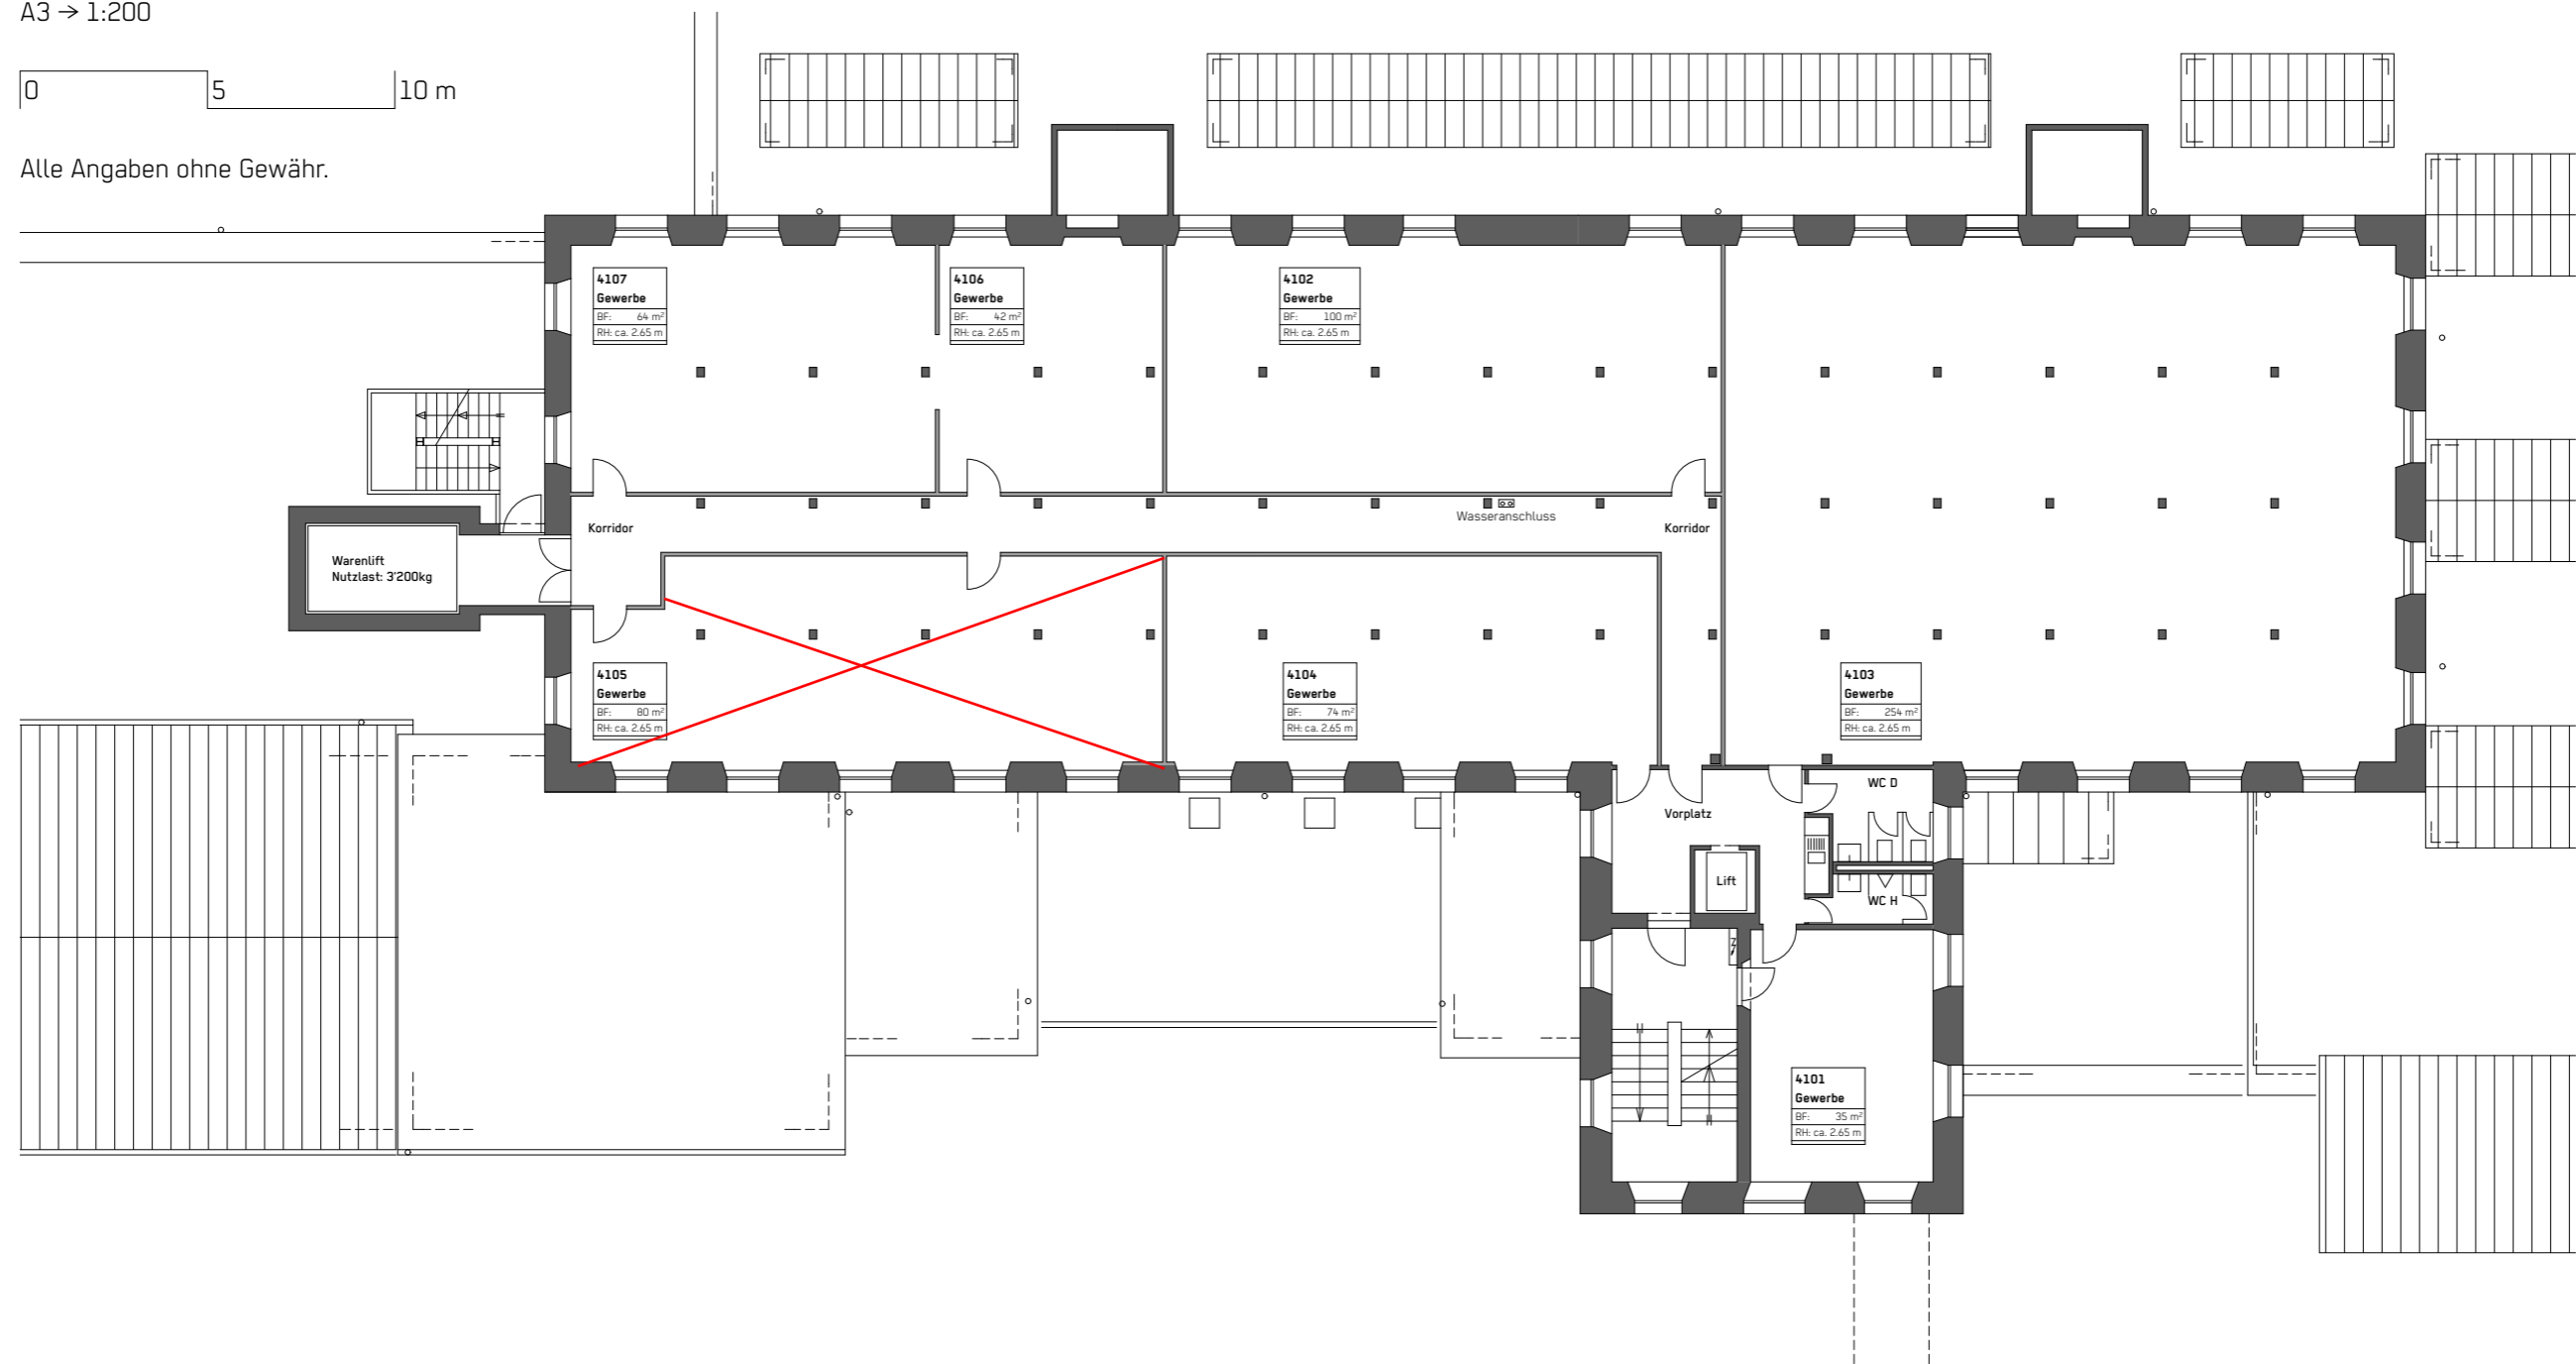 A3 → 1:200
0 5 10 m
Alle Angaben ohne Gewähr.
4107
Gewerbe
BF: 64 m²
RH: ca. 2.65 m
4106
Gewerbe
BF: 42 m²
RH: ca. 2.65 m
4102
Gewerbe
BF: 100 m²
RH: ca. 2.65 m
Wasseranschluss
Korridor
Korridor
Warenlift
Nutzlast: 3'200kg
4105
Gewerbe
BF: 80 m²
RH: ca. 2.65 m
4104
Gewerbe
BF: 74 m²
RH: ca. 2.65 m
4103
Gewerbe
BF: 254 m²
RH: ca. 2.65 m
WC D
Vorplatz
Lift
WC H
4101
Gewerbe
BF: 35 m²
RH: ca. 2.65 m